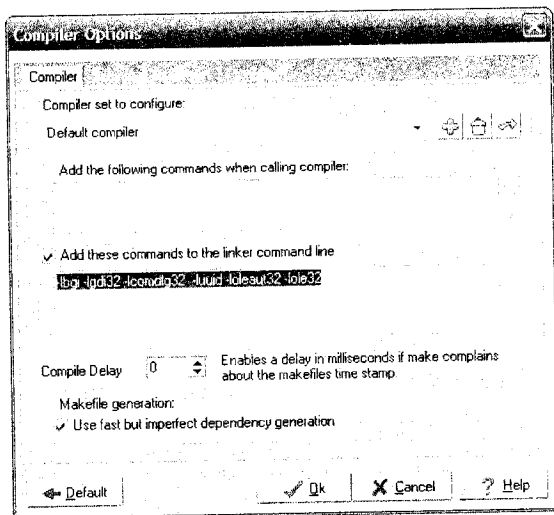 Compiler Options
Compiler
Compiler set to configure:
Default compiler
Add the following commands when calling compiler:
Add these commands to the linker command line
-lbgi -lgdi32 -lcomdlg32 -luuid -loleaut32 -lole32
Compile Delay 0 Enables a delay in milliseconds if make complains
about the makefiles time stamp
Makefile generation:
Use fast but imperfect dependency generation
Default Ok Cancel Help